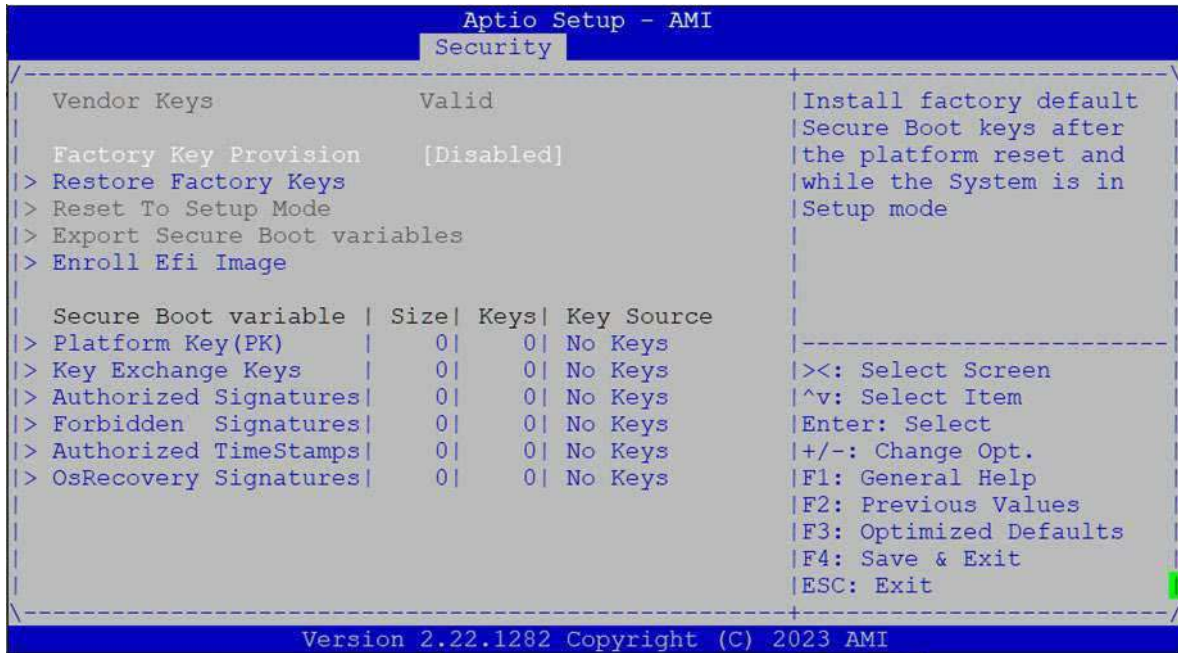 Aptio Setup - AMI
Security
/-----------------------------------------------------+-------------------------\
| Vendor Keys Valid |Install factory default |
| |Secure Boot keys after |
| Factory Key Provision [Disabled] |the platform reset and |
|> Restore Factory Keys |while the System is in |
|> Reset To Setup Mode |Setup mode |
|> Export Secure Boot variables | |
|> Enroll Efi Image | |
| | |
| Secure Boot variable | Size| Keys| Key Source | |
|> Platform Key(PK) | 0| 0| No Keys |-------------------------|
|> Key Exchange Keys | 0| 0| No Keys |><: Select Screen |
|> Authorized Signatures| 0| 0| No Keys |^v: Select Item |
|> Forbidden Signatures| 0| 0| No Keys |Enter: Select |
|> Authorized TimeStamps| 0| 0| No Keys |+/-: Change Opt. |
|> OsRecovery Signatures| 0| 0| No Keys |F1: General Help |
| |F2: Previous Values |
| |F3: Optimized Defaults |
| |F4: Save & Exit |
| |ESC: Exit |
\-----------------------------------------------------+-------------------------/
Version 2.22.1282 Copyright (C) 2023 AMI